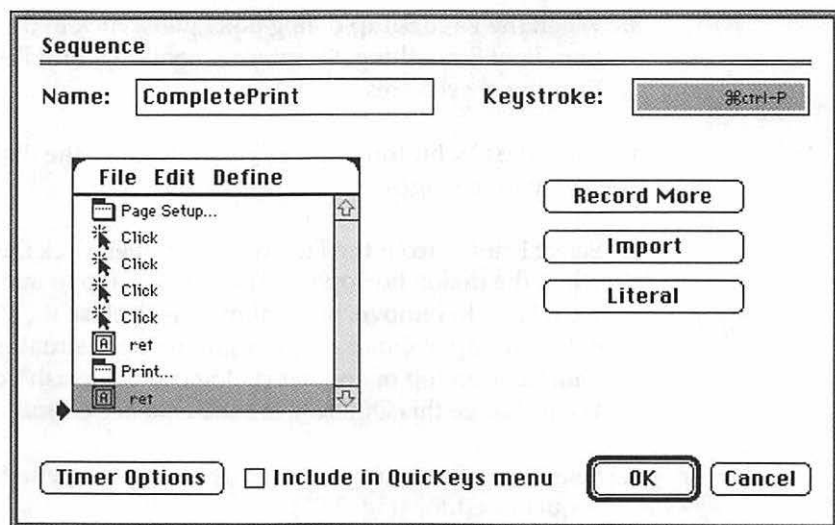 Sequence
Name: CompletePrint Keystroke: ⌘ctrl-P
File Edit Define
Page Setup...
Click
Click
Click
Click
A ret
Print...
A ret
Record More
Import
Literal
Timer Options Include in QuicKeys menu OK Cancel